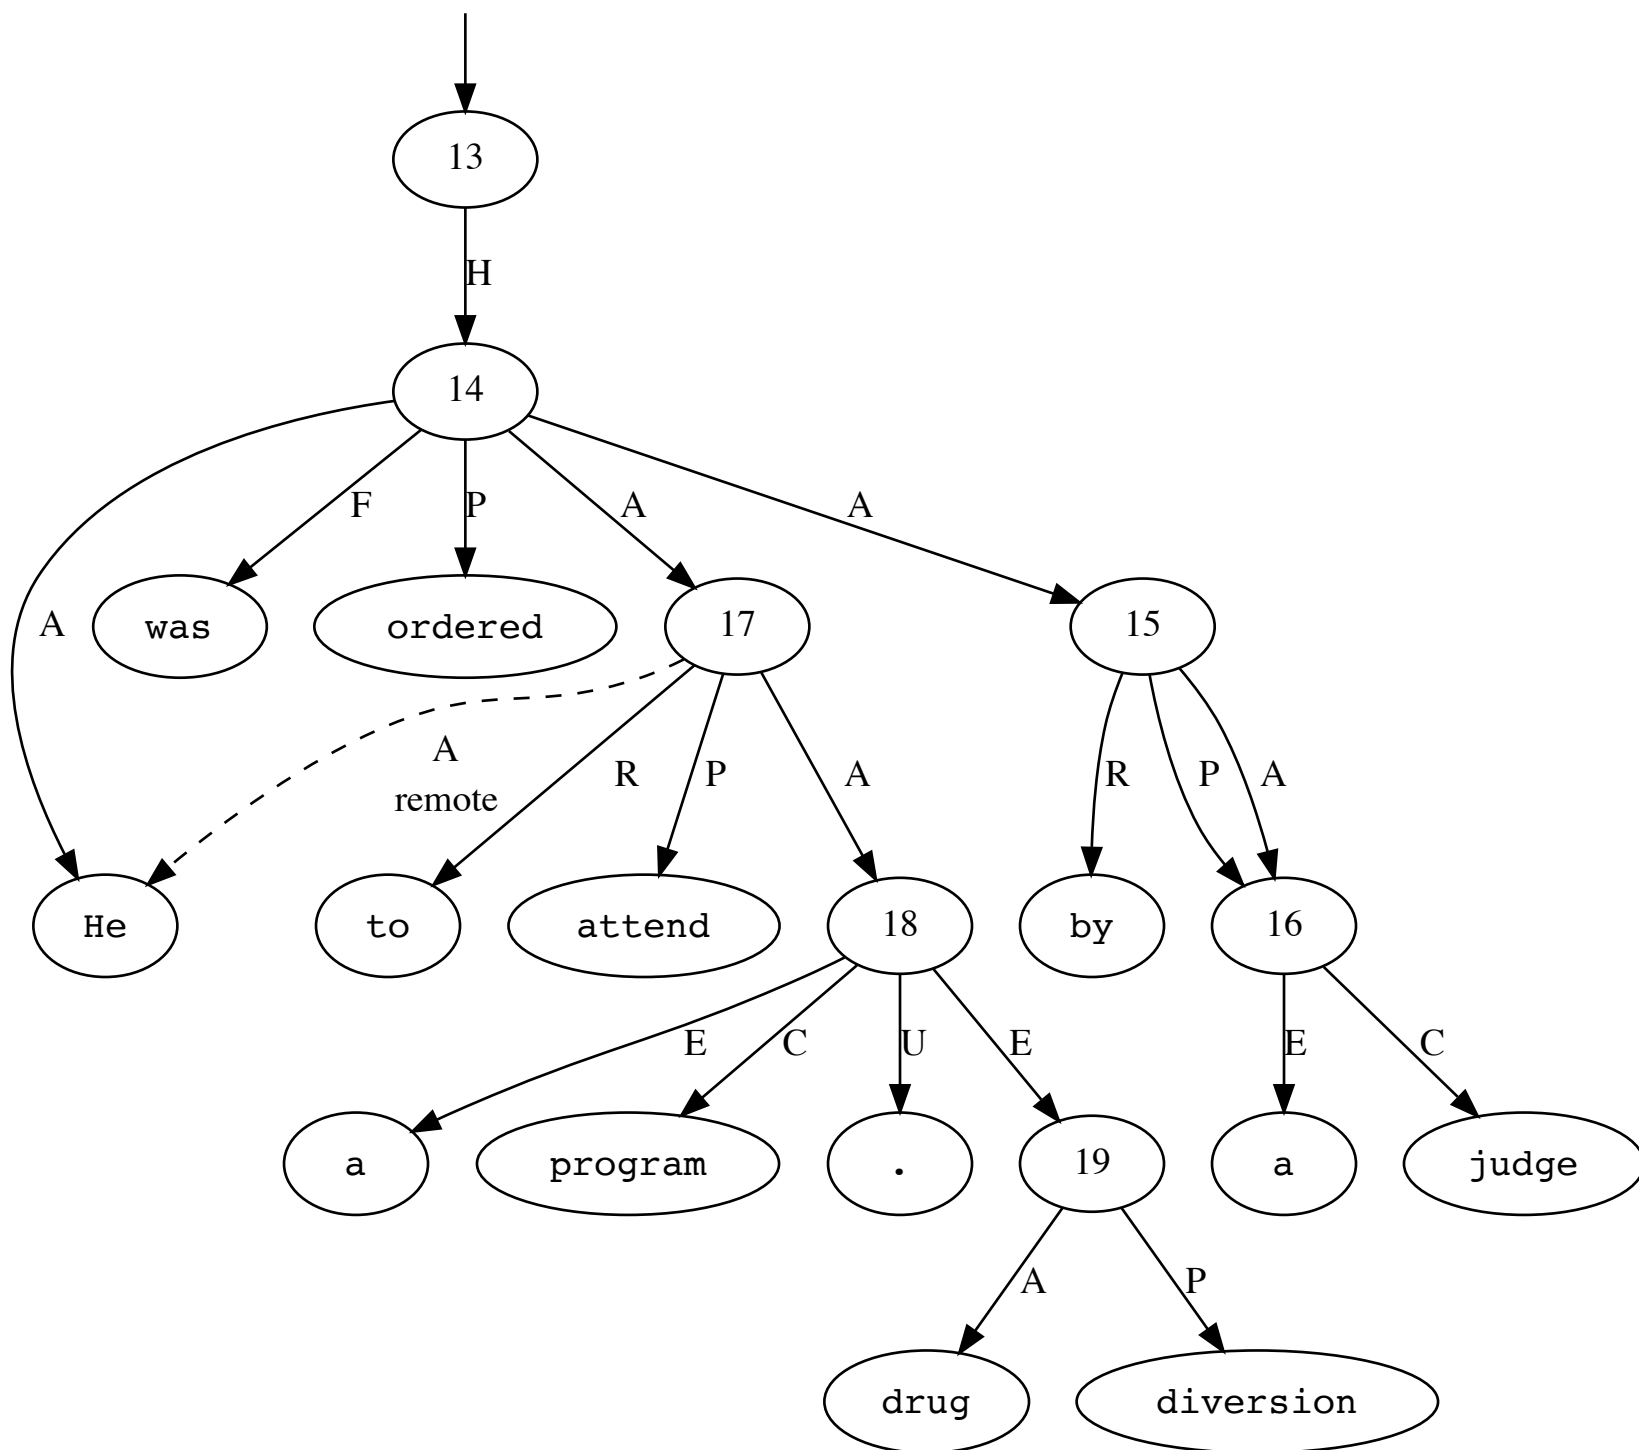 13
H
14
A F P A A
was ordered 17 15
A
remote
R P A R P A
He to attend 18 by 16
E C U E E C
a program . 19 a judge
A P
drug diversion